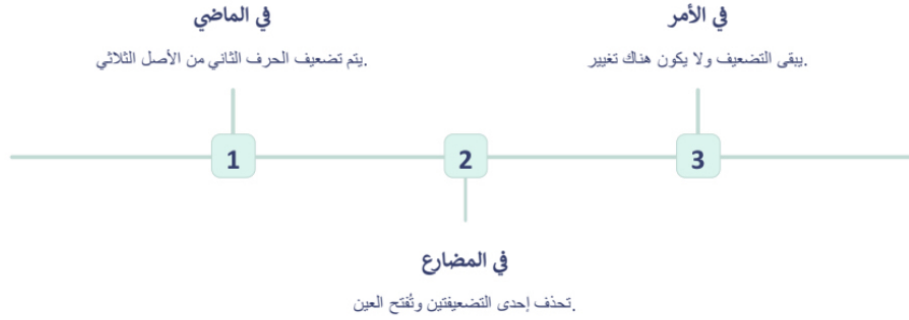 في الماضي
يتم تضعيف الحرف الثاني من الأصل الثلاثي.
1
في المضارع
تحذف إحدى التضعيفتين وتُفتح العين.
2
في الأمر
يبقى التضعيف ولا يكون هناك تغيير.
3